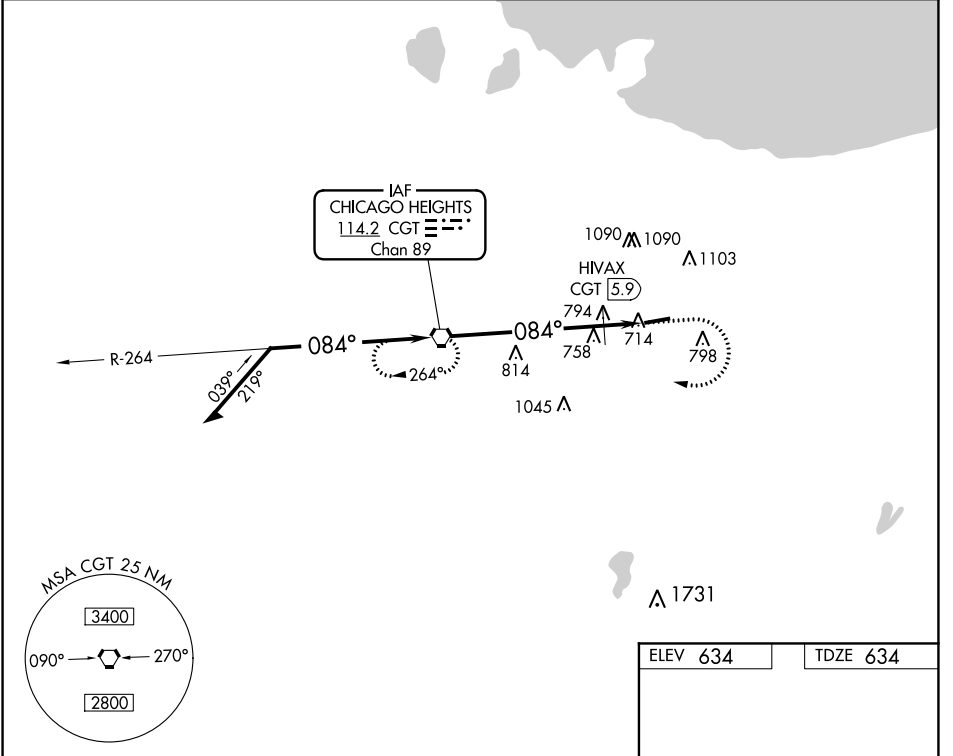 IAF
CHICAGO HEIGHTS
114.2 CGT
Chan 89
1090 1090
1103
HIVAX
CGT 5.9
794
084°
084°
714
R-264
758
798
264°
814
039°
219°
1045
MSA CGT 25 NM
1731
3400
090° 270°
2800
ELEV 634 TDZE 634